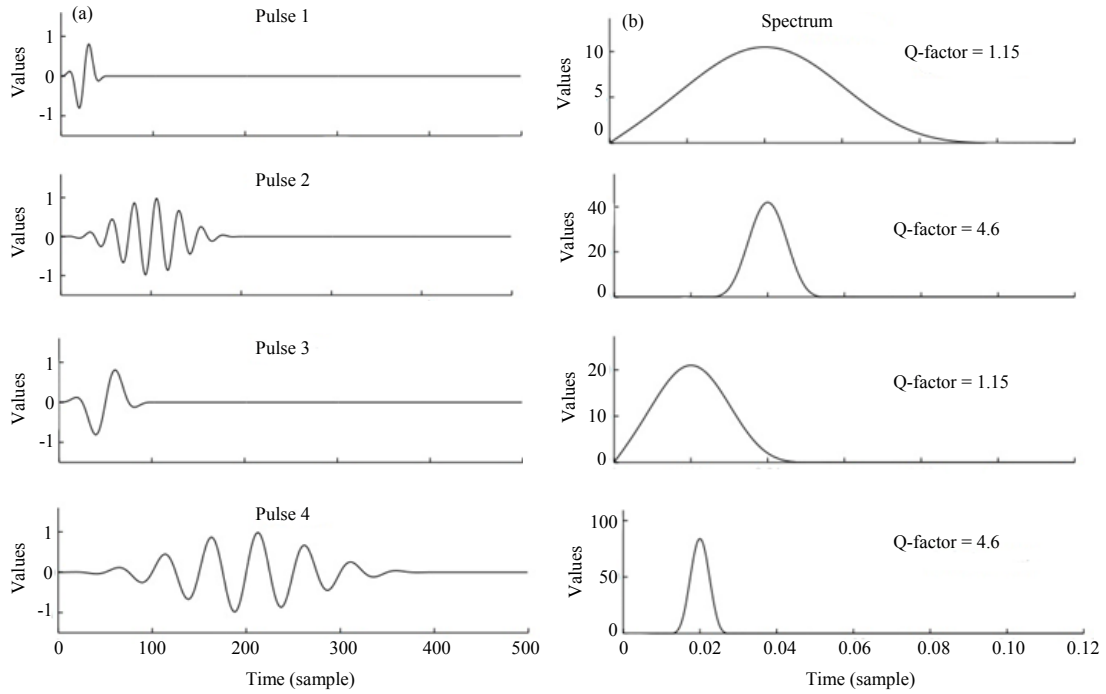 (a)
Pulse 1
Values
1
0
-1
Pulse 2
Values
1
0
-1
Pulse 3
Values
1
0
-1
Pulse 4
Values
1
0
-1
0 100 200 300 400 500
Time (sample)
(b)
Spectrum
Q-factor = 1.15
Values
10
5
0
Q-factor = 4.6
Values
40
20
0
Q-factor = 1.15
Values
20
10
0
Q-factor = 4.6
Values
100
50
0
0 0.02 0.04 0.06 0.08 0.10 0.12
Time (sample)